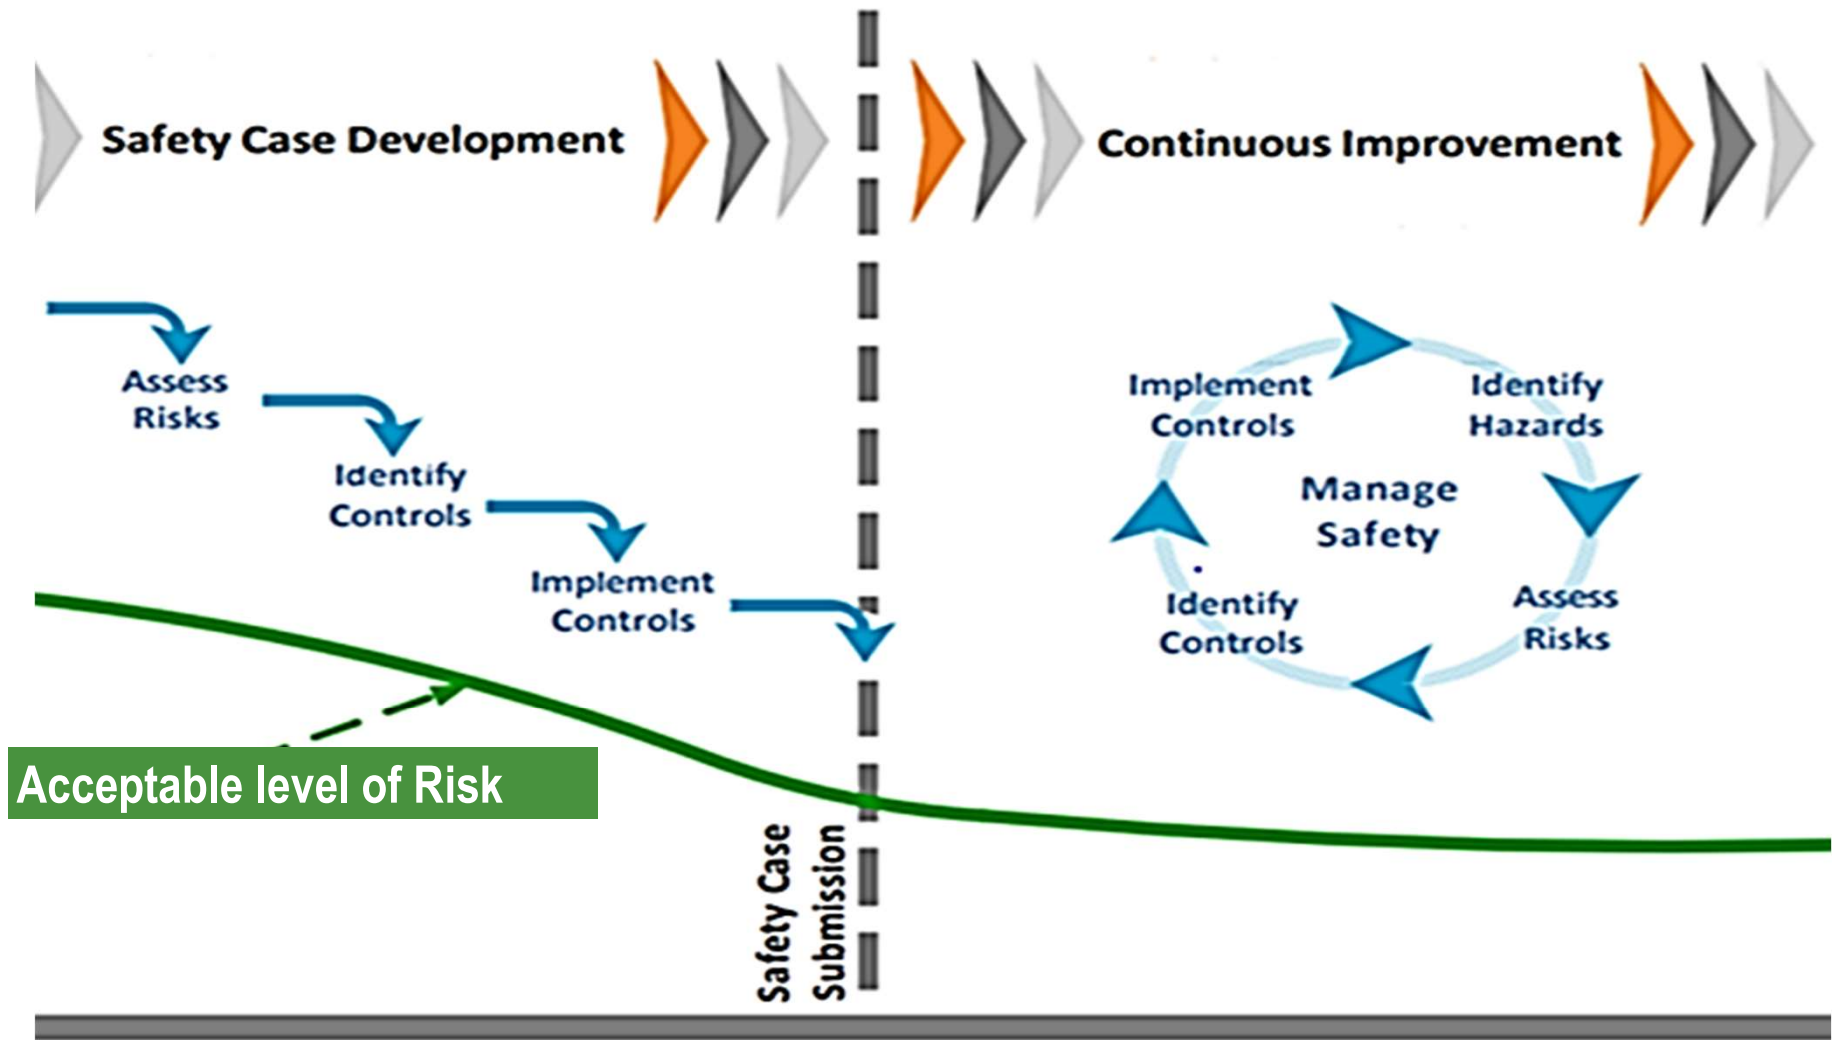 Safety Case Development
Continuous Improvement
Assess
Risks
Identify
Controls
Implement
Controls
Implement
Controls
Identify
Hazards
Manage
Safety
Identify
Controls
Assess
Risks
Acceptable level of Risk
Safety Case
Submission